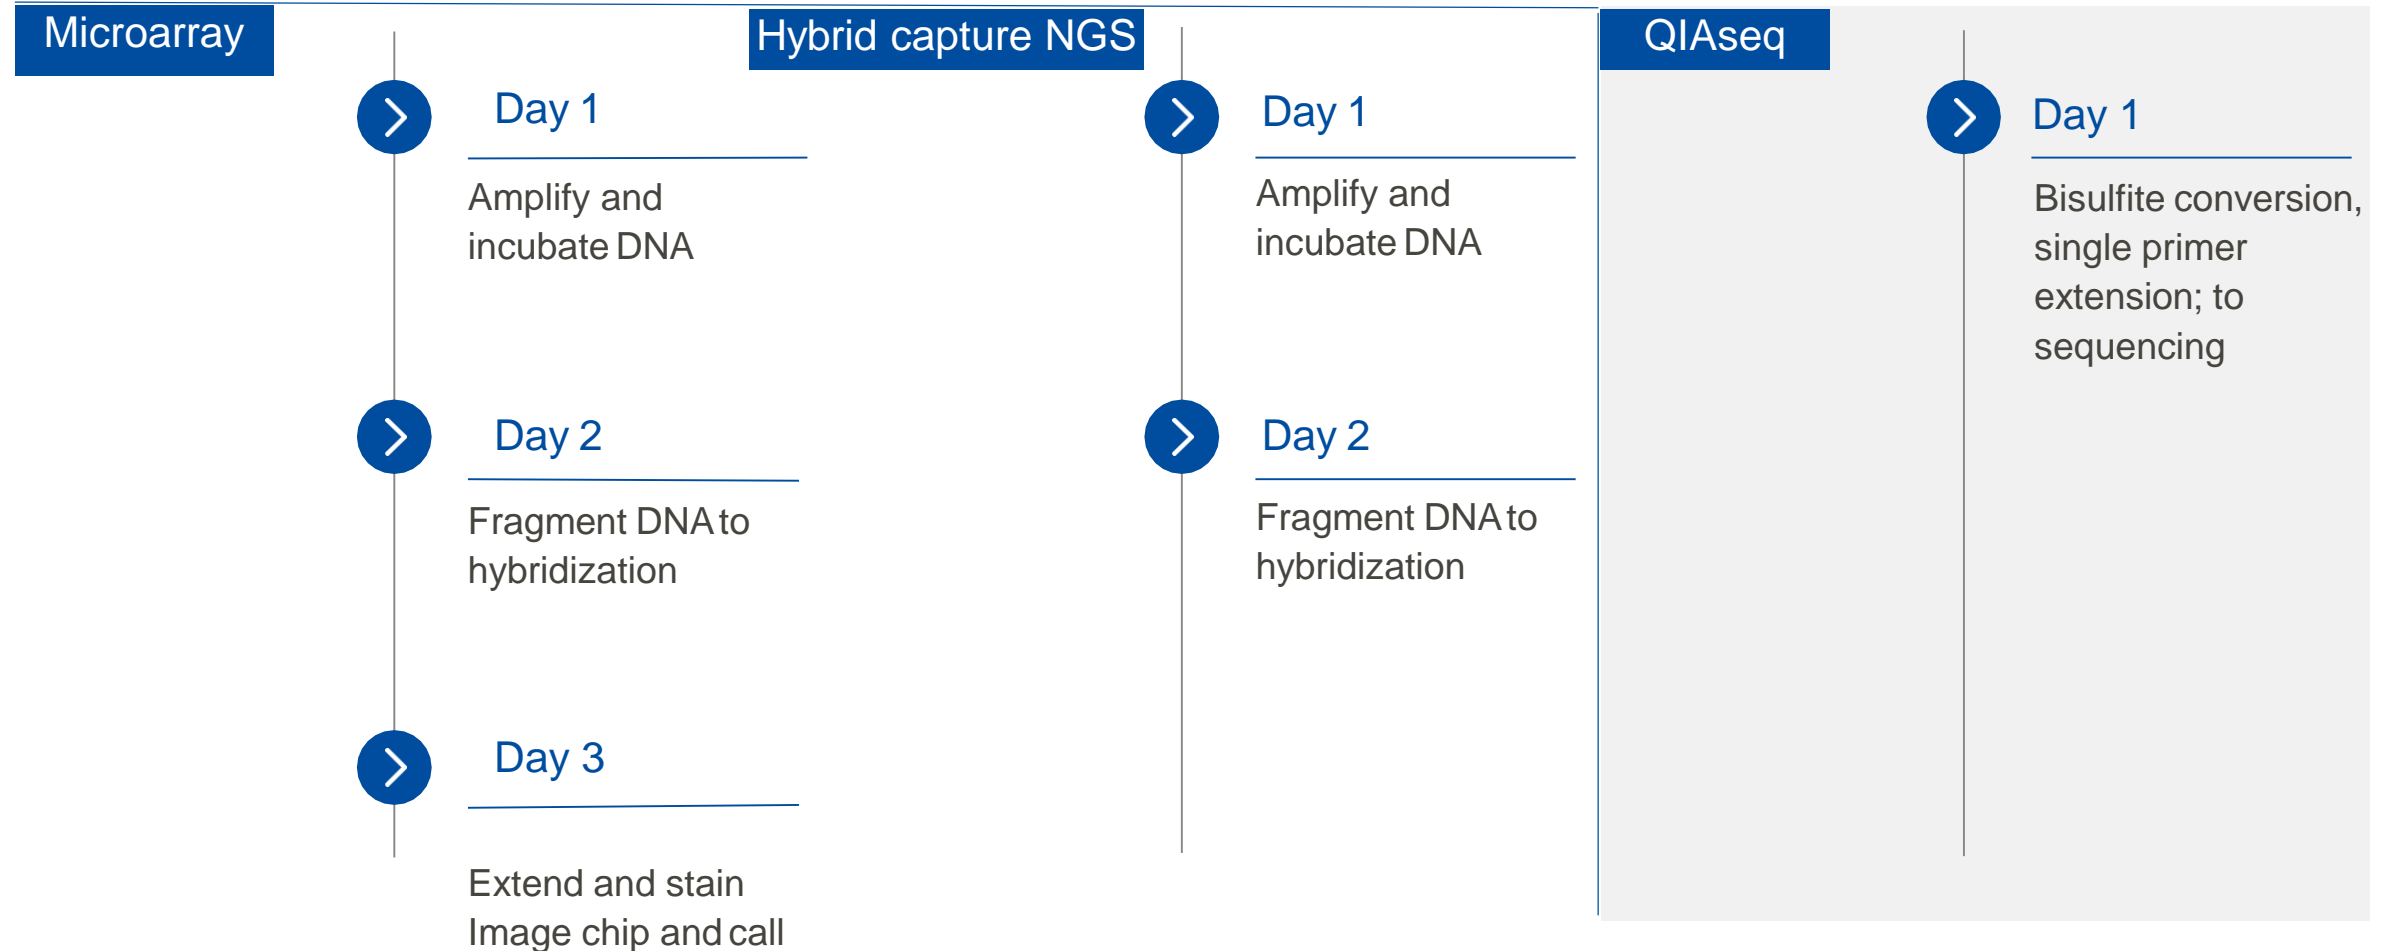 Microarray
Day 1
Amplify and
incubate DNA
Day 2
Fragment DNA to
hybridization
Day 3
Extend and stain
Image chip and call
Hybrid capture NGS
Day 1
Amplify and
incubate DNA
Day 2
Fragment DNA to
hybridization
QIAseq
Day 1
Bisulfite conversion,
single primer
extension; to
sequencing